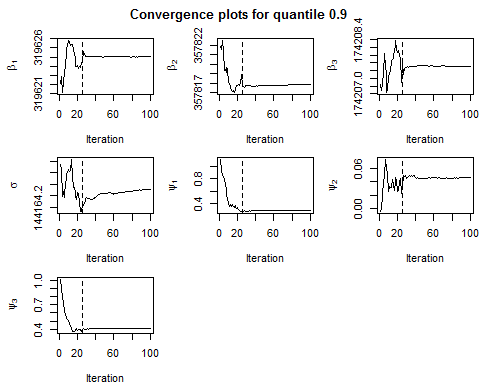 Convergence plots for quantile 0.9
β1
319621 319626
0 20 60 100
Iteration
β2
357817 357822
0 20 60 100
Iteration
β3
174207.0 174208.4
0 20 60 100
Iteration
σ
144164.2
0 20 60 100
Iteration
ψ1
0.4 0.8
0 20 60 100
Iteration
ψ2
0.00 0.06
0 20 60 100
Iteration
ψ3
0.4 0.7 1.0
0 20 60 100
Iteration